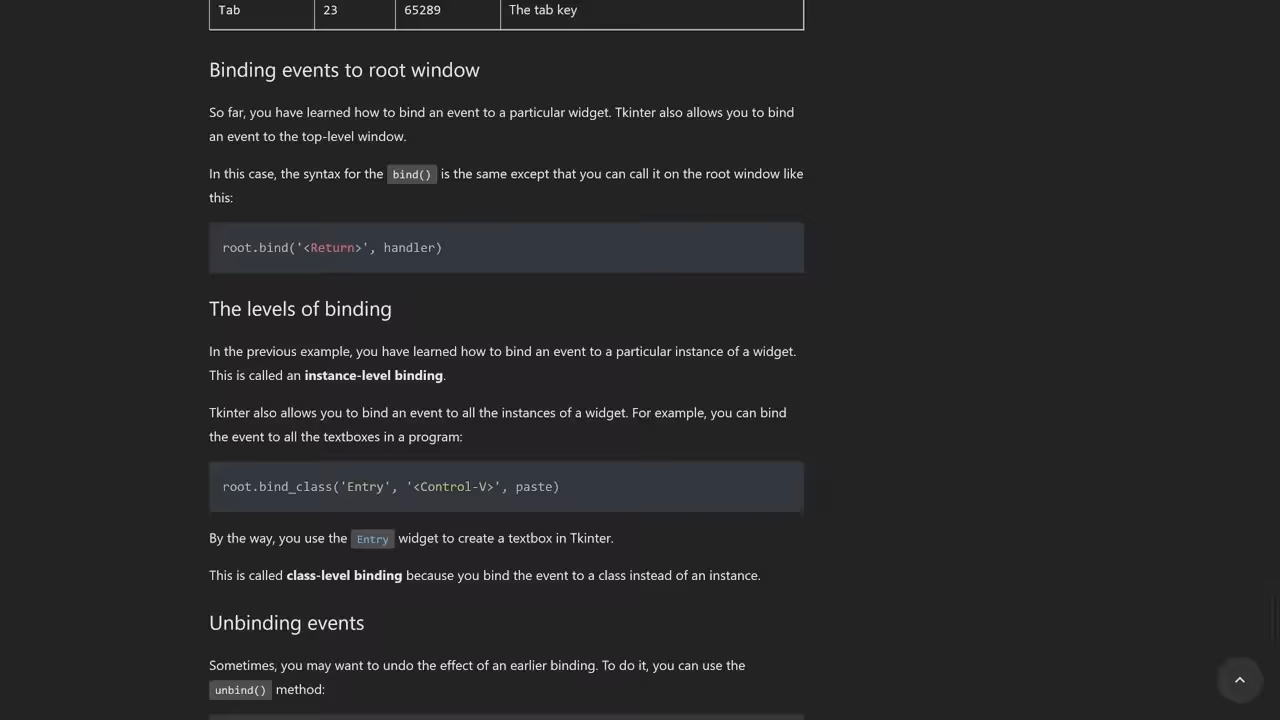 Tab 23 65289 The tab key
Binding events to root window
So far, you have learned how to bind an event to a particular widget. Tkinter also allows you to bind
an event to the top-level window.
In this case, the syntax for the bind() is the same except that you can call it on the root window like
this:
root.bind('<Return>', handler)
The levels of binding
In the previous example, you have learned how to bind an event to a particular instance of a widget.
This is called an instance-level binding.
Tkinter also allows you to bind an event to all the instances of a widget. For example, you can bind
the event to all the textboxes in a program:
root.bind_class('Entry', '<Control-V>', paste)
By the way, you use the Entry widget to create a textbox in Tkinter.
This is called class-level binding because you bind the event to a class instead of an instance.
Unbinding events
Sometimes, you may want to undo the effect of an earlier binding. To do it, you can use the
unbind() method: